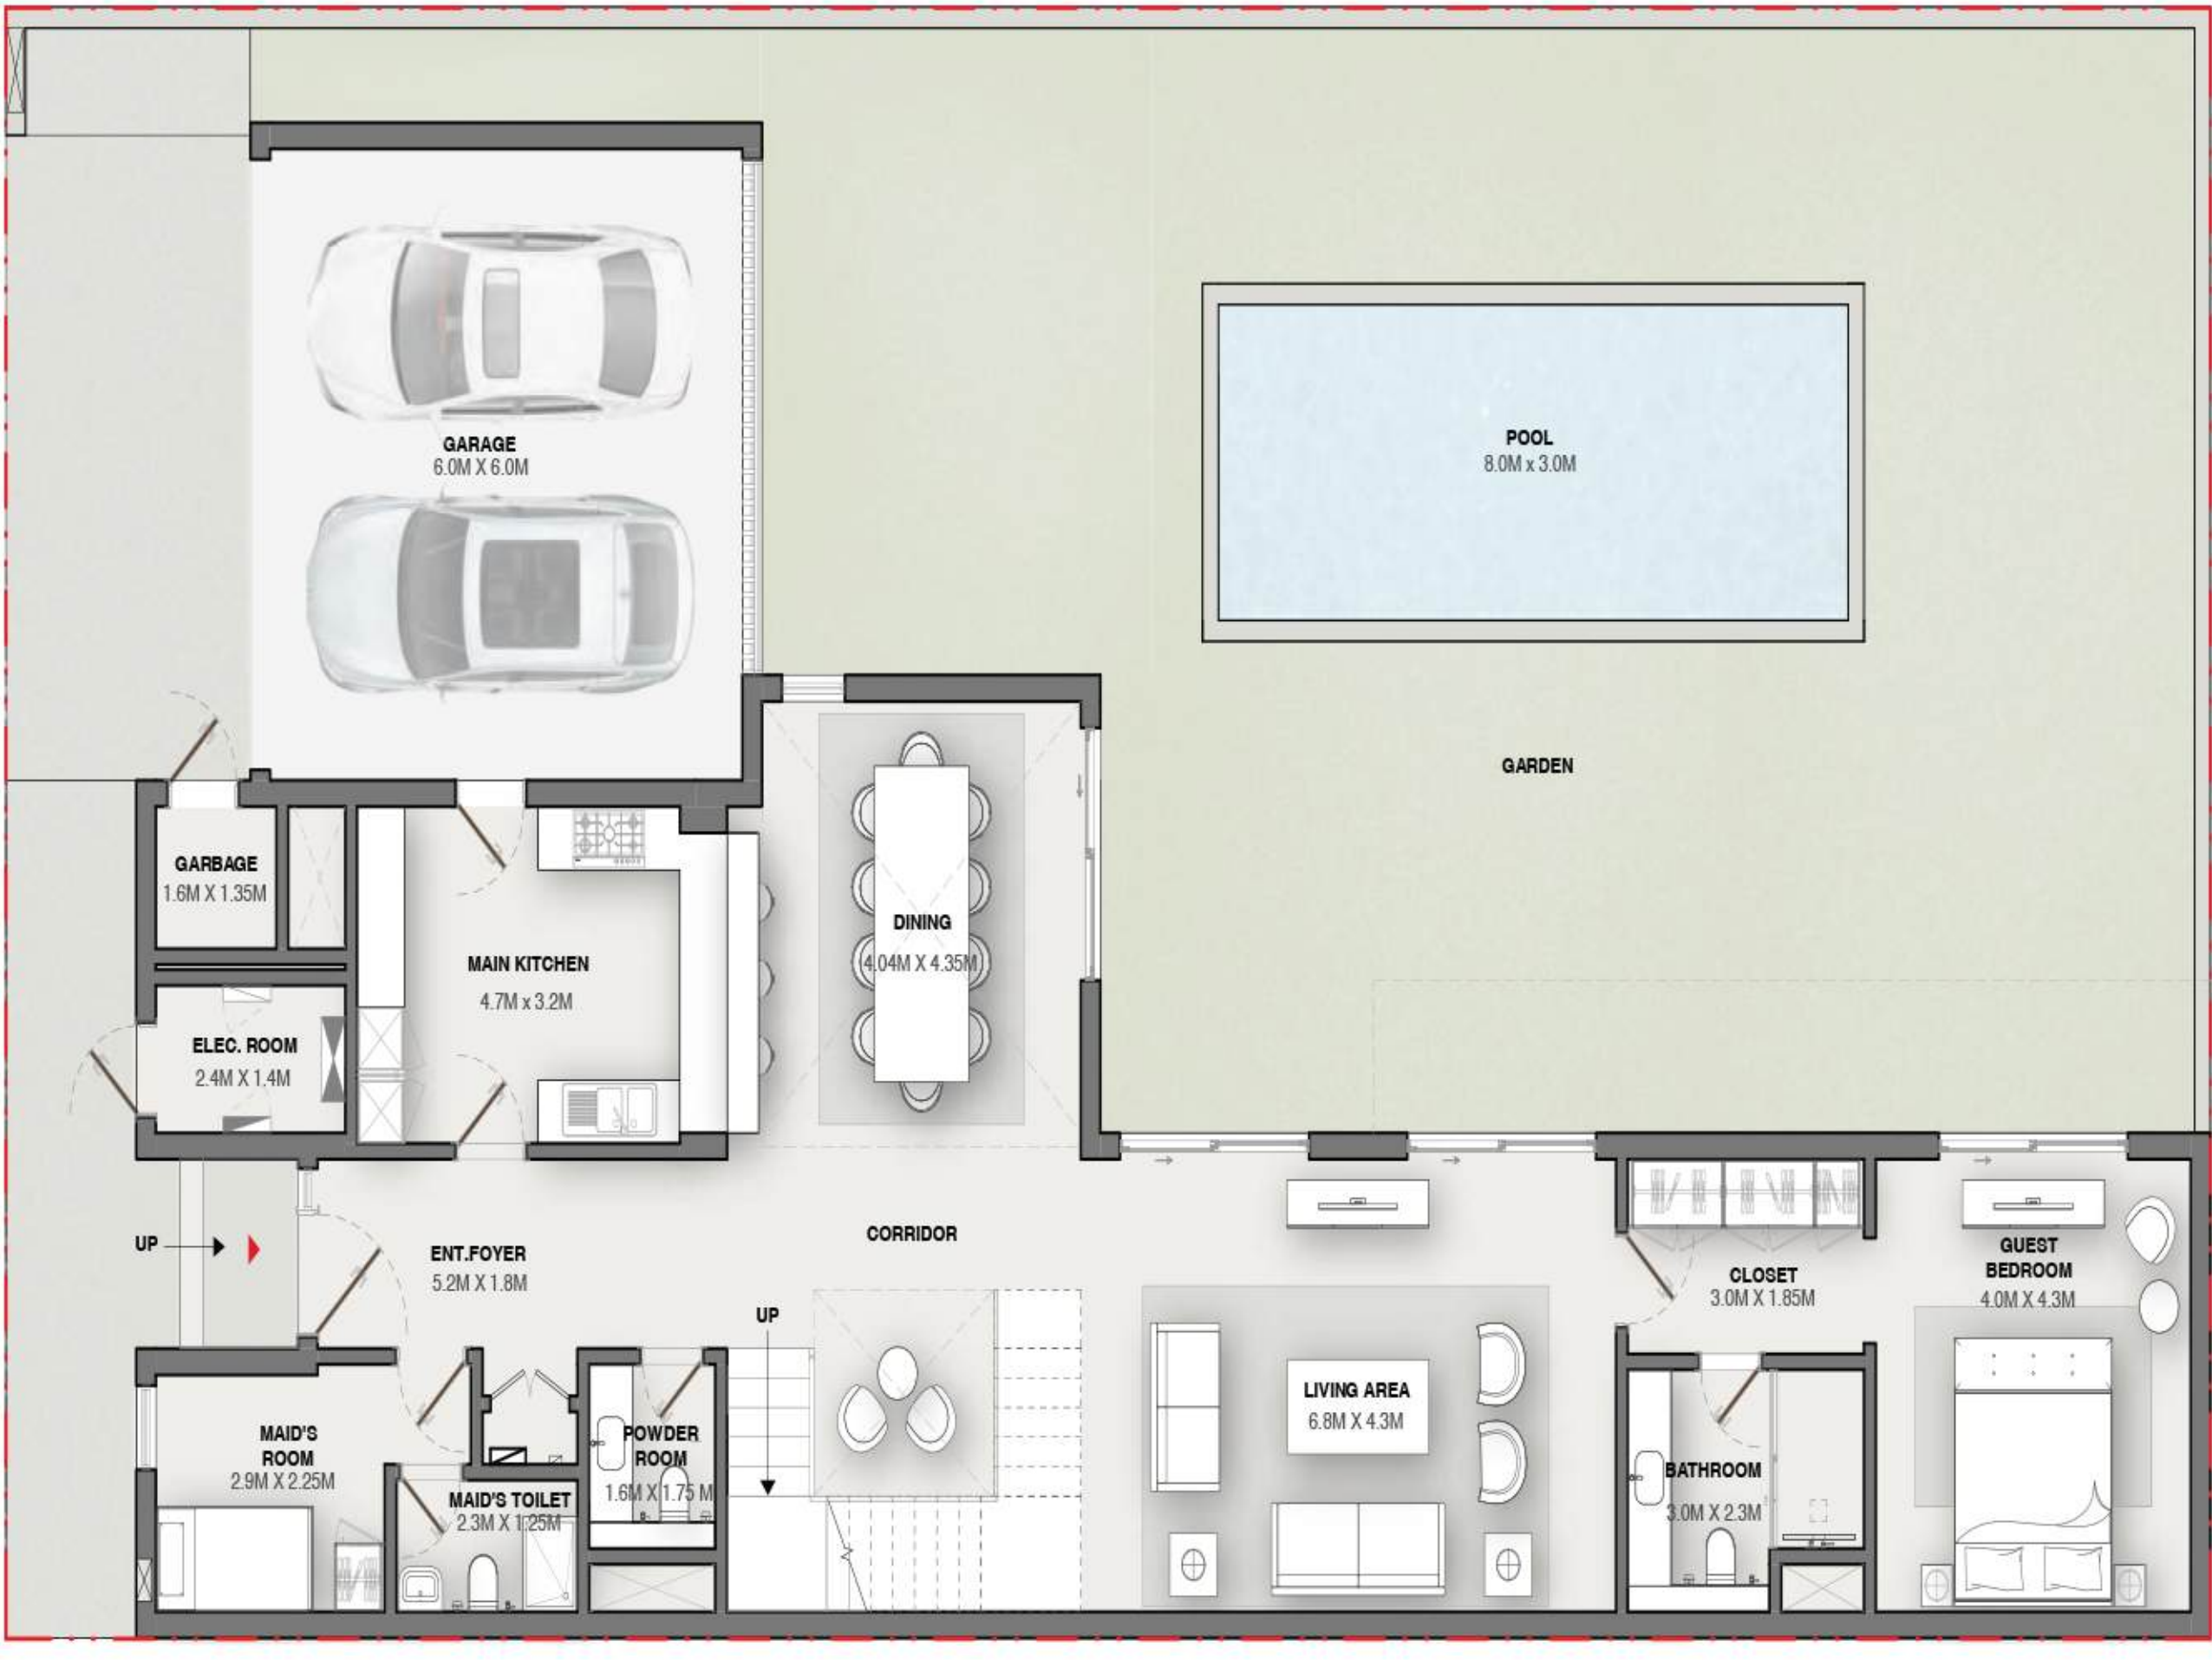 GARAGE
6.0M X 6.0M
POOL
8.0M x 3.0M
GARDEN
GARBAGE
1.6M X 1.35M
MAIN KITCHEN
4.7M x 3.2M
DINING
4.04M X 4.35M
ELEC. ROOM
2.4M X 1.4M
UP
ENT.FOYER
5.2M X 1.8M
CORRIDOR
UP
GUEST
BEDROOM
4.0M X 4.3M
CLOSET
3.0M X 1.85M
LIVING AREA
6.8M X 4.3M
MAID'S
ROOM
2.9M X 2.25M
POWDER
ROOM
1.6M X 1.75 M
MAID'S TOILET
2.3M X 1.25M
BATHROOM
3.0M X 2.3M